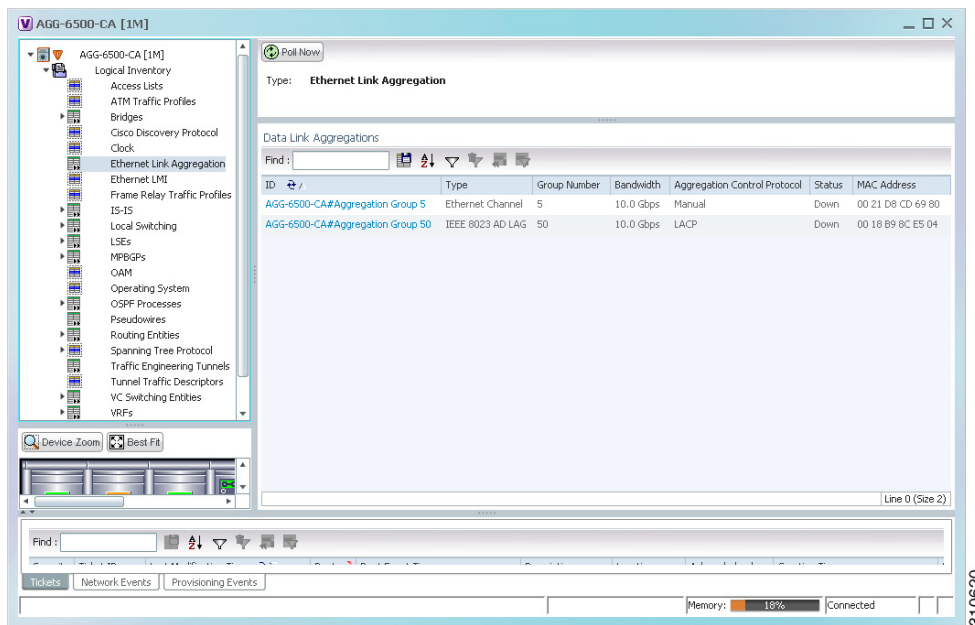 AGG-6500-CA [1M]
AGG-6500-CA [1M]
Logical Inventory
Access Lists
ATM Traffic Profiles
Bridges
Cisco Discovery Protocol
Clock
Ethernet Link Aggregation
Ethernet LMI
Frame Relay Traffic Profiles
IS-IS
Local Switching
LSEs
MPBGPs
OAM
Operating System
OSPF Processes
Pseudowires
Routing Entities
Spanning Tree Protocol
Traffic Engineering Tunnels
Tunnel Traffic Descriptors
VC Switching Entities
VRFs
Device Zoom Best Fit
Poll Now
Type: Ethernet Link Aggregation
Data Link Aggregations
Find :
ID Type Group Number Bandwidth Aggregation Control Protocol Status MAC Address
AGG-6500-CA#Aggregation Group 5 Ethernet Channel 5 10.0 Gbps Manual Down 00 21 D8 CD 69 80
AGG-6500-CA#Aggregation Group 50 IEEE 8023 AD LAG 50 10.0 Gbps LACP Down 00 18 B9 8C E5 04
Line 0 (Size 2)
Find :
Tickets Network Events Provisioning Events
Memory: 18% Connected